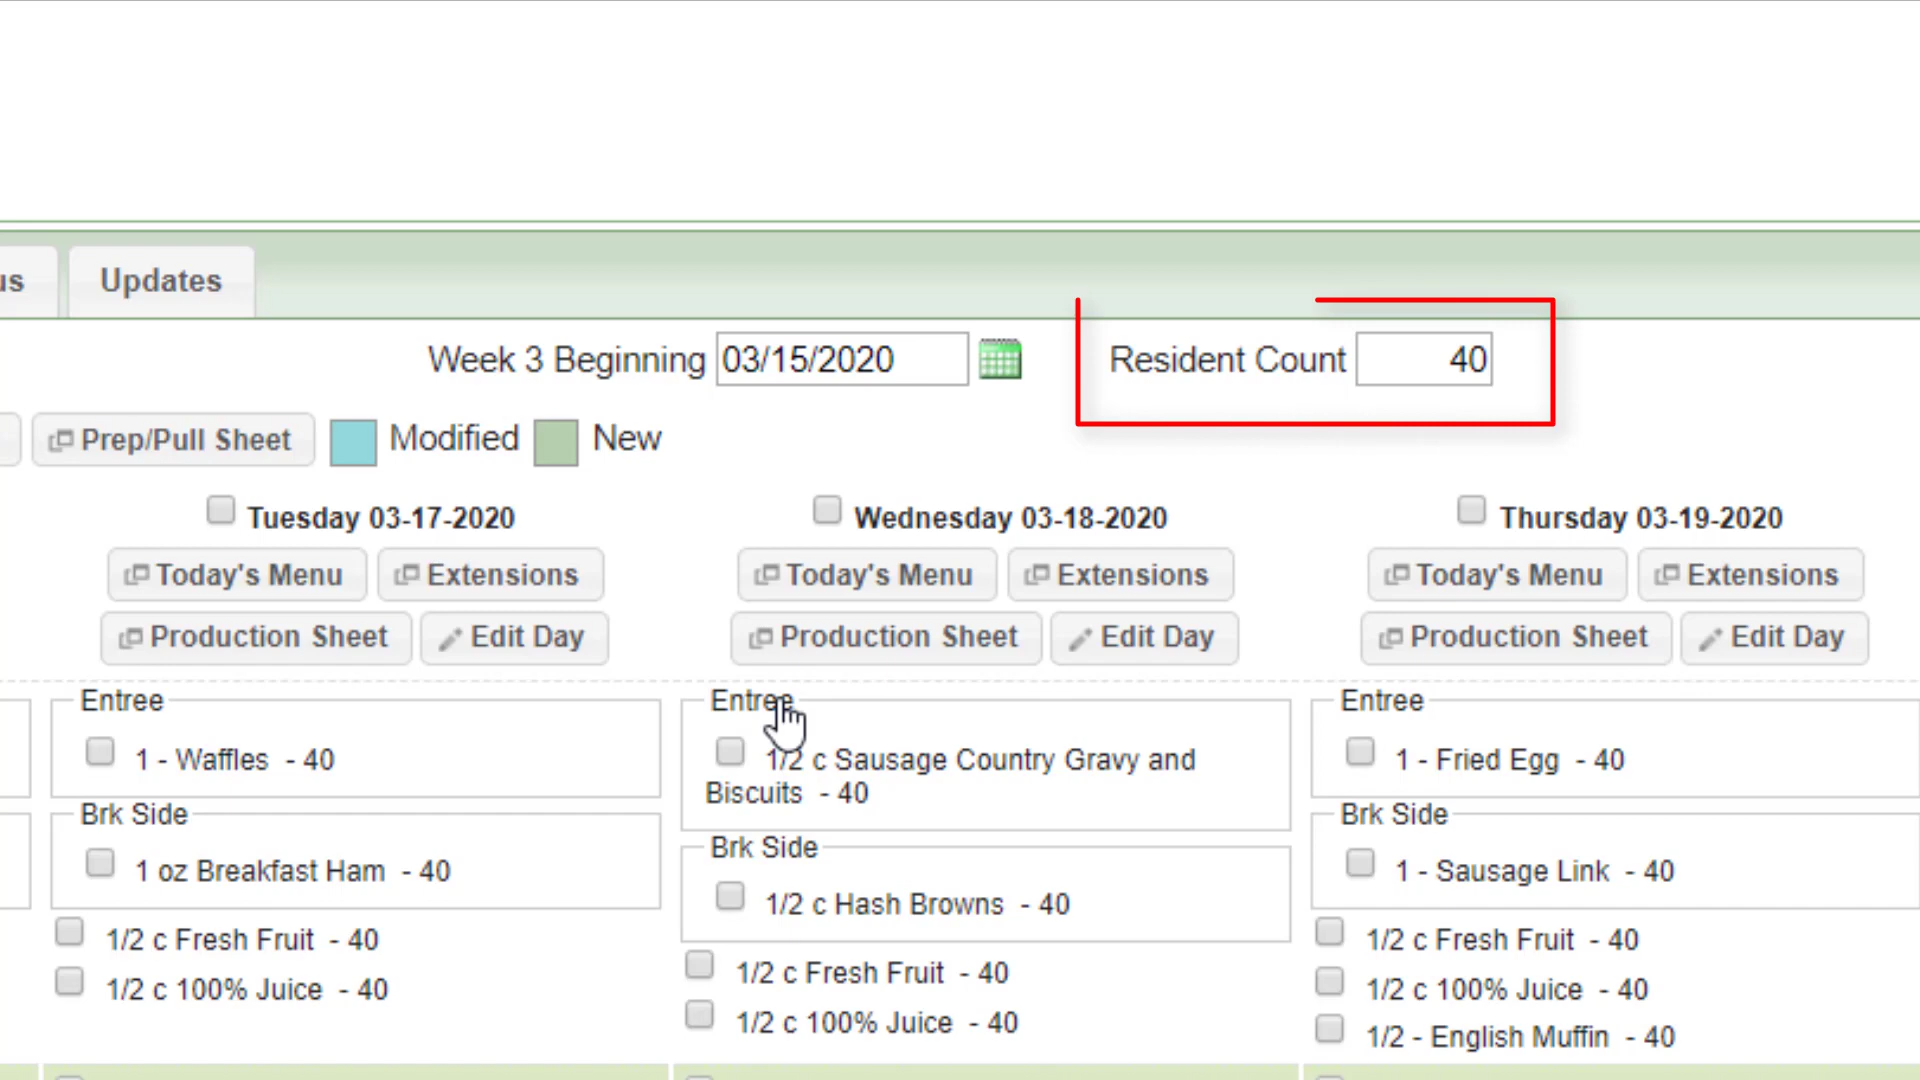 us
Updates
Week 3 Beginning 03/15/2020
Resident Count 40
Prep/Pull Sheet
Modified
New
Tuesday 03-17-2020
Today's Menu
Extensions
Production Sheet
Edit Day
Entree
1 - Waffles - 40
Brk Side
1 oz Breakfast Ham - 40
1/2 c Fresh Fruit - 40
1/2 c 100% Juice - 40
Wednesday 03-18-2020
Today's Menu
Extensions
Production Sheet
Edit Day
Entree
1/2 c Sausage Country Gravy and
Biscuits - 40
Brk Side
1/2 c Hash Browns - 40
1/2 c Fresh Fruit - 40
1/2 c 100% Juice - 40
Thursday 03-19-2020
Today's Menu
Extensions
Production Sheet
Edit Day
Entree
1 - Fried Egg - 40
Brk Side
1 - Sausage Link - 40
1/2 c Fresh Fruit - 40
1/2 c 100% Juice - 40
1/2 - English Muffin - 40